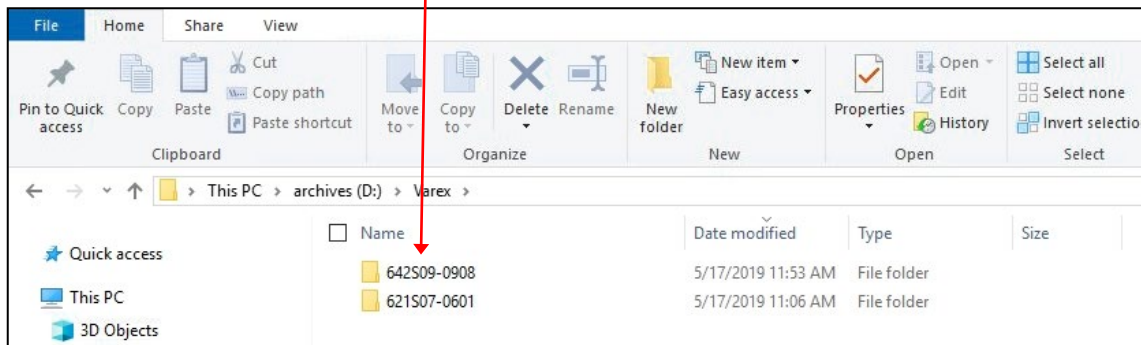 File Home Share View
Pin to Quick access
Copy
Paste
Cut
Copy path
Paste shortcut
Move to
Copy to
Delete
Rename
New folder
New item
Easy access
Properties
Open
Edit
History
Select all
Select none
Invert selectio
Clipboard Organize New Open Select
This PC > archives (D:) > Varex >
Name Date modified Type Size
Quick access
642S09-0908 5/17/2019 11:53 AM File folder
This PC
621S07-0601 5/17/2019 11:06 AM File folder
3D Objects